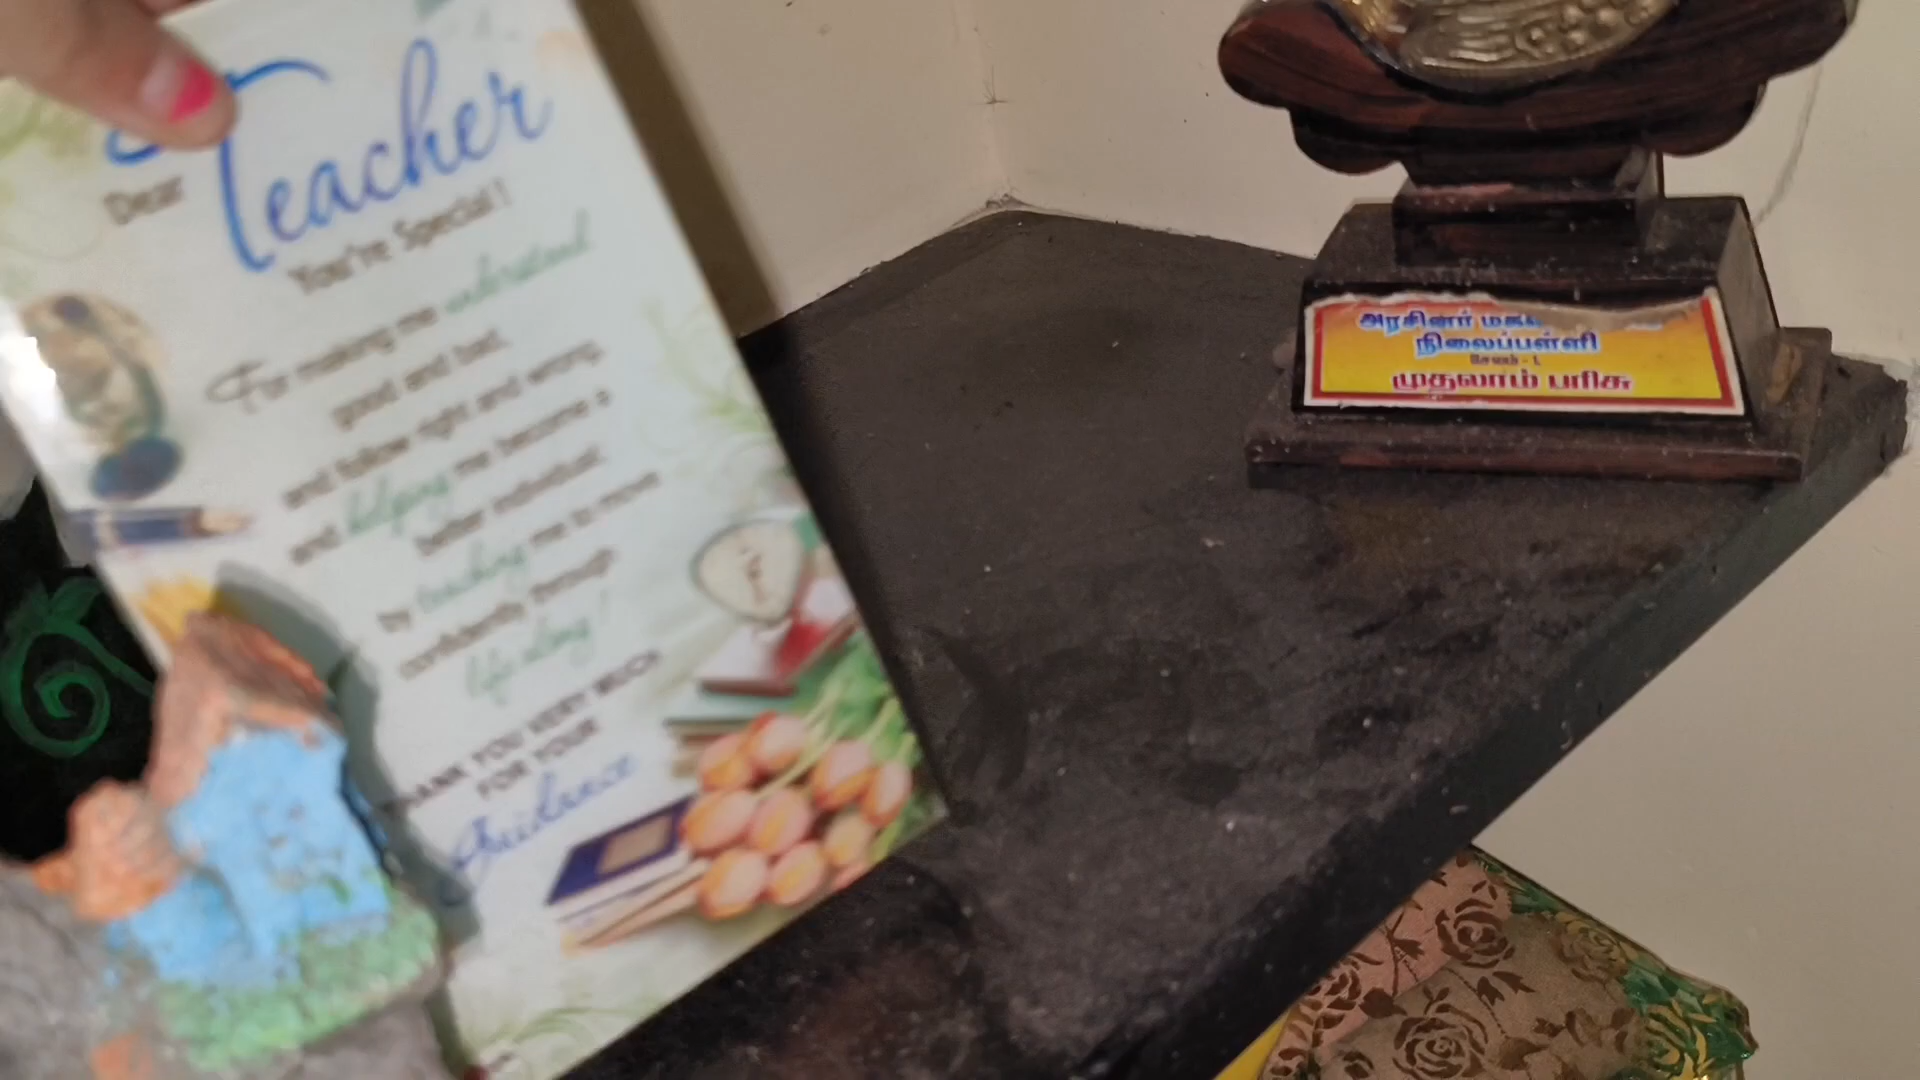 Dear Teacher
You're Special!
For making me understand
good and bad,
and follow right and wrong,
and helping me become a
better individual;
by teaching me to move
confidently through
life along!
THANK YOU VERY MUCH
FOR YOUR
Guidance
அரசினர்
நிலைப்பள்ளி
சேலம் - 1.
முதலாம் பரிசு